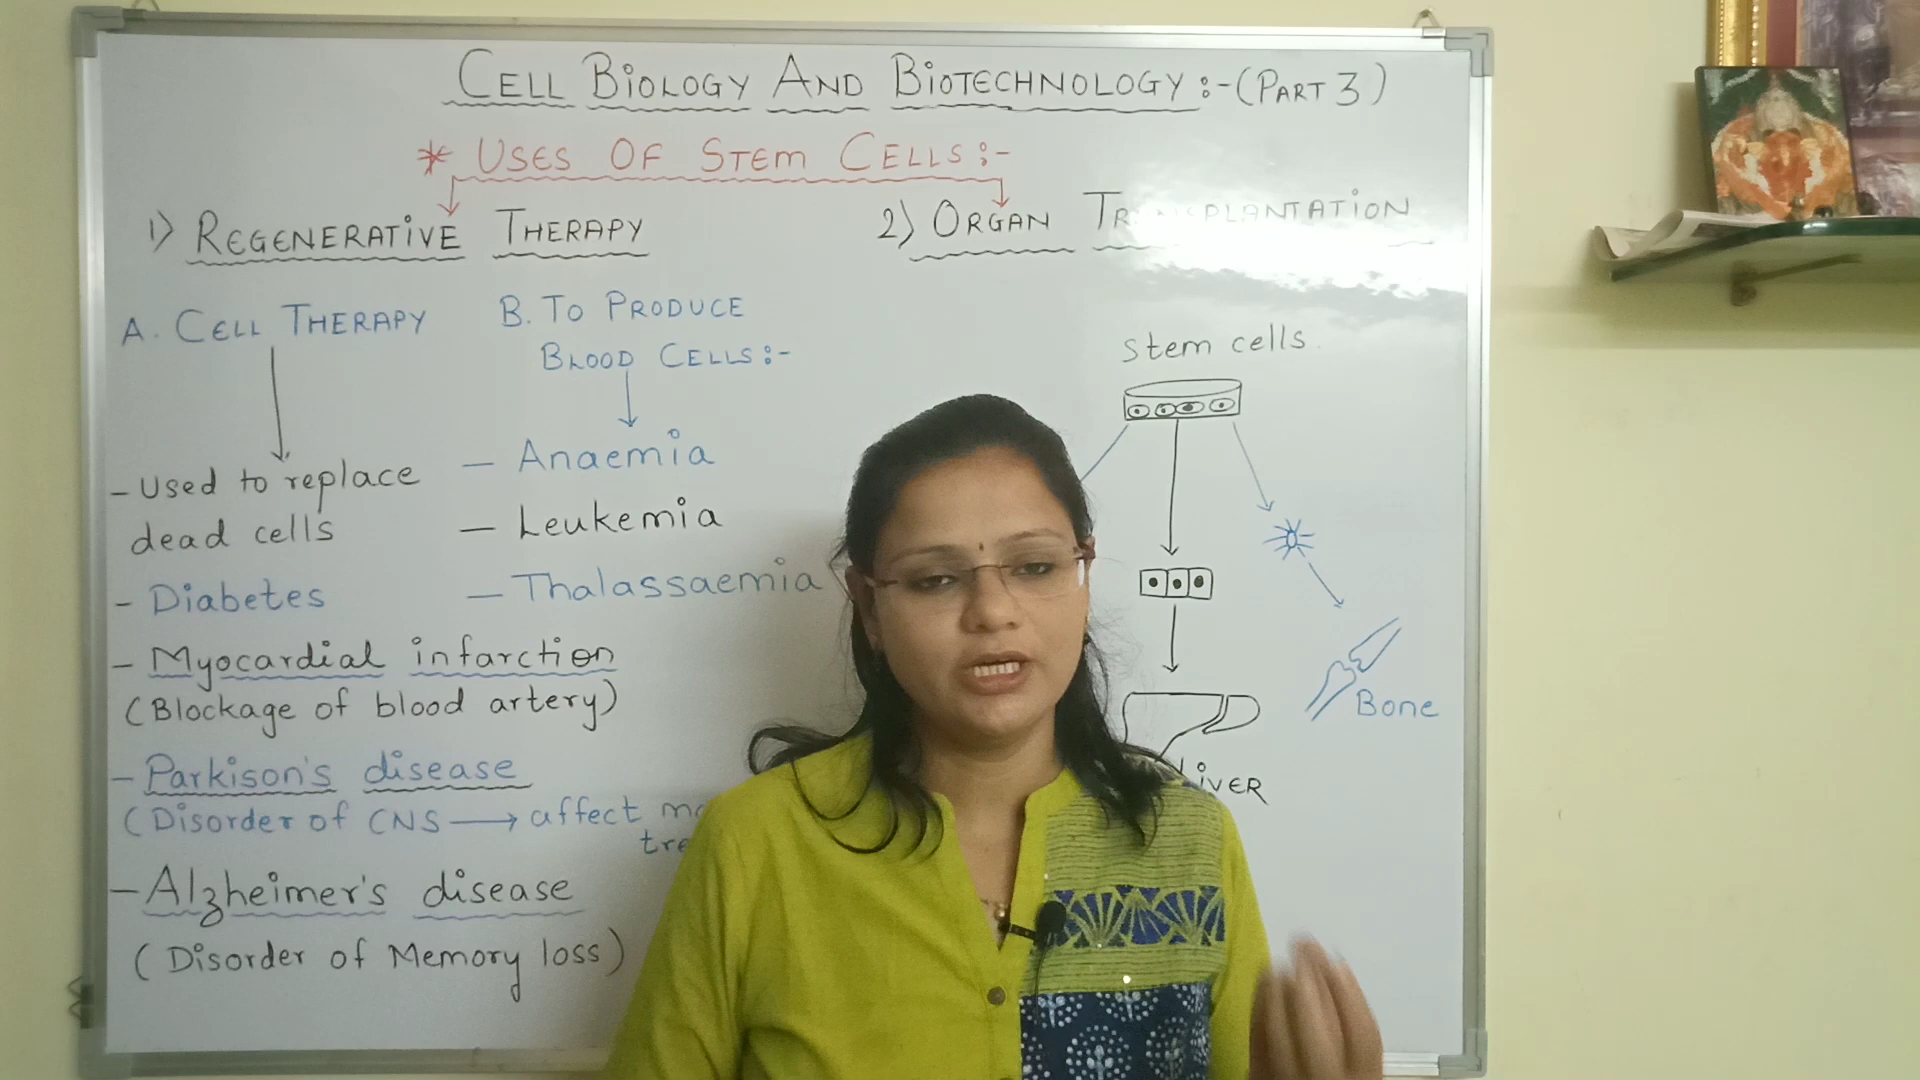 CELL BIOLOGY AND BIOTECHNOLOGY :- (PART 3)
* USES OF STEM CELLS :-
1) REGENERATIVE THERAPY
2) ORGAN TRANSPLANTATION
A. CELL THERAPY
- Used to replace
dead cells
- Diabetes
- Myocardial infarction
(Blockage of blood artery)
- Parkison's disease
(Disorder of CNS → affect
- Alzheimer's disease
(Disorder of Memory loss)
B. TO PRODUCE
BLOOD CELLS :-
- Anaemia
- Leukemia
- Thalassaemia
Stem cells
Bone
LIVER